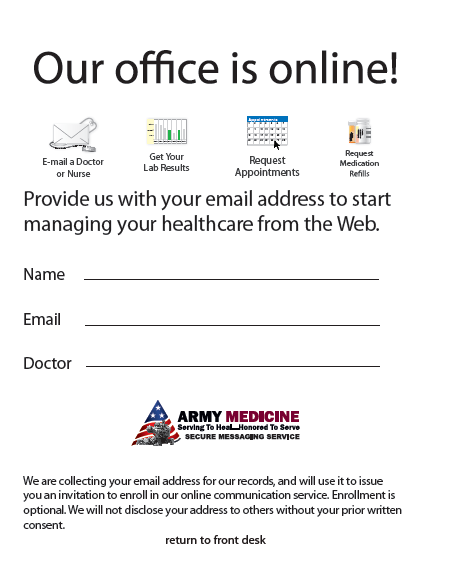 Our office is online!
E-mail a Doctor
or Nurse
Get Your
Lab Results
Appointments
Request
Appointments
Request
Medication
Refills
Provide us with your email address to start
managing your healthcare from the Web.
Name
Email
Doctor
ARMY MEDICINE
Serving To Heal...Honored To Serve
SECURE MESSAGING SERVICE
We are collecting your email address for our records, and will use it to issue
you an invitation to enroll in our online communication service. Enrollment is
optional. We will not disclose your address to others without your prior written
consent.
return to front desk